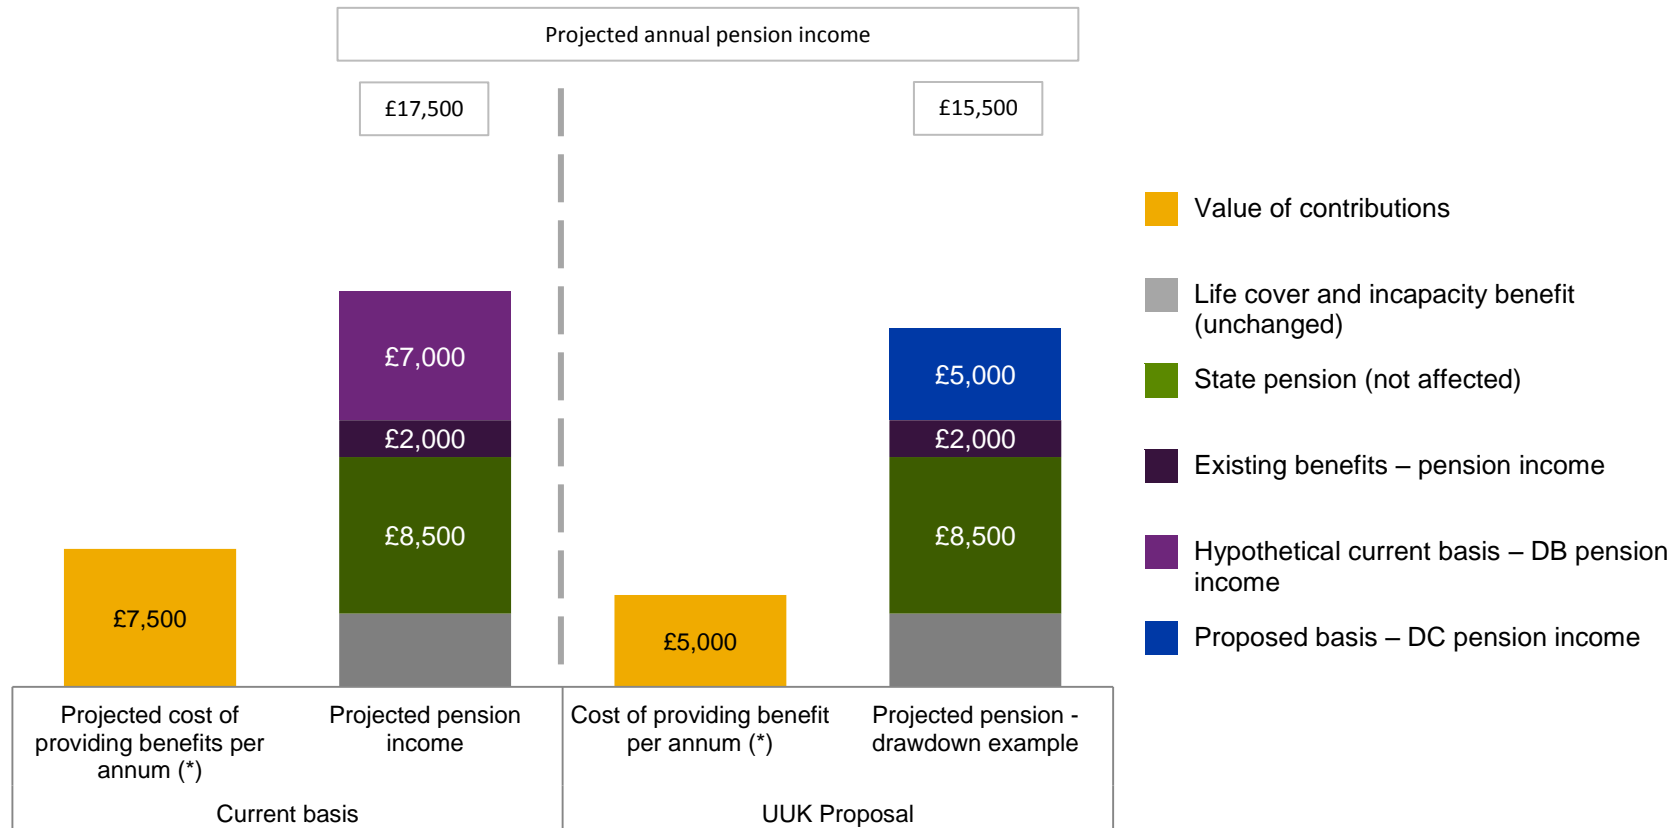 Projected annual pension income
£17,500
£15,500
£7,500
£7,000
£2,000
£8,500
£5,000
£5,000
£2,000
£8,500
Projected cost of
providing benefits per
annum (*)
Projected pension
income
Cost of providing benefit
per annum (*)
Projected pension -
drawdown example
Current basis
UUK Proposal
Value of contributions
Life cover and incapacity benefit
(unchanged)
State pension (not affected)
Existing benefits – pension income
Hypothetical current basis – DB pension
income
Proposed basis – DC pension income